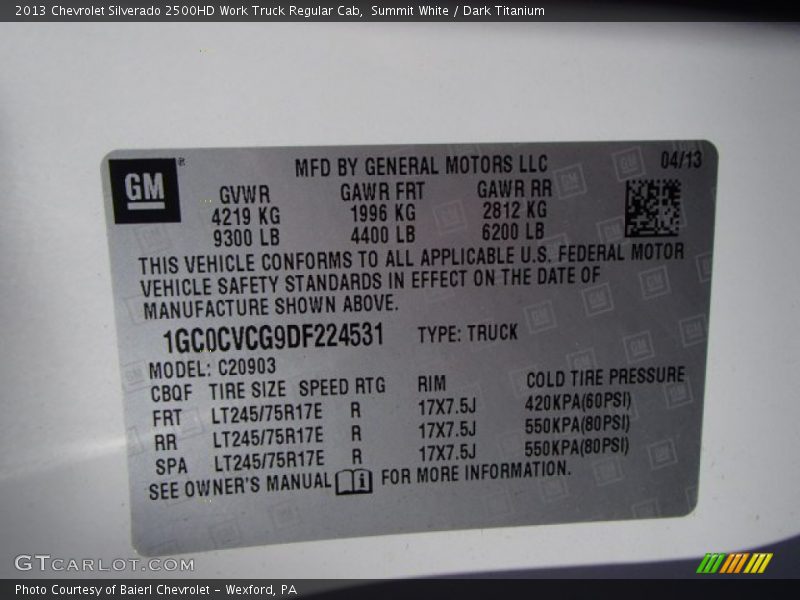 2013 Chevrolet Silverado 2500HD Work Truck Regular Cab, Summit White / Dark Titanium
GM®
MFD BY GENERAL MOTORS LLC 04/13
GVWR GAWR FRT GAWR RR
4219 KG 1996 KG 2812 KG
9300 LB 4400 LB 6200 LB
THIS VEHICLE CONFORMS TO ALL APPLICABLE U.S. FEDERAL MOTOR
VEHICLE SAFETY STANDARDS IN EFFECT ON THE DATE OF
MANUFACTURE SHOWN ABOVE.
1GC0CVCG9DF224531 TYPE: TRUCK
MODEL: C20903
CBQF TIRE SIZE SPEED RTG RIM COLD TIRE PRESSURE
FRT LT245/75R17E R 17X7.5J 420KPA(60PSI)
RR LT245/75R17E R 17X7.5J 550KPA(80PSI)
SPA LT245/75R17E R 17X7.5J 550KPA(80PSI)
SEE OWNER'S MANUAL FOR MORE INFORMATION.
GTCARLOT.COM
Photo Courtesy of Baierl Chevrolet - Wexford, PA